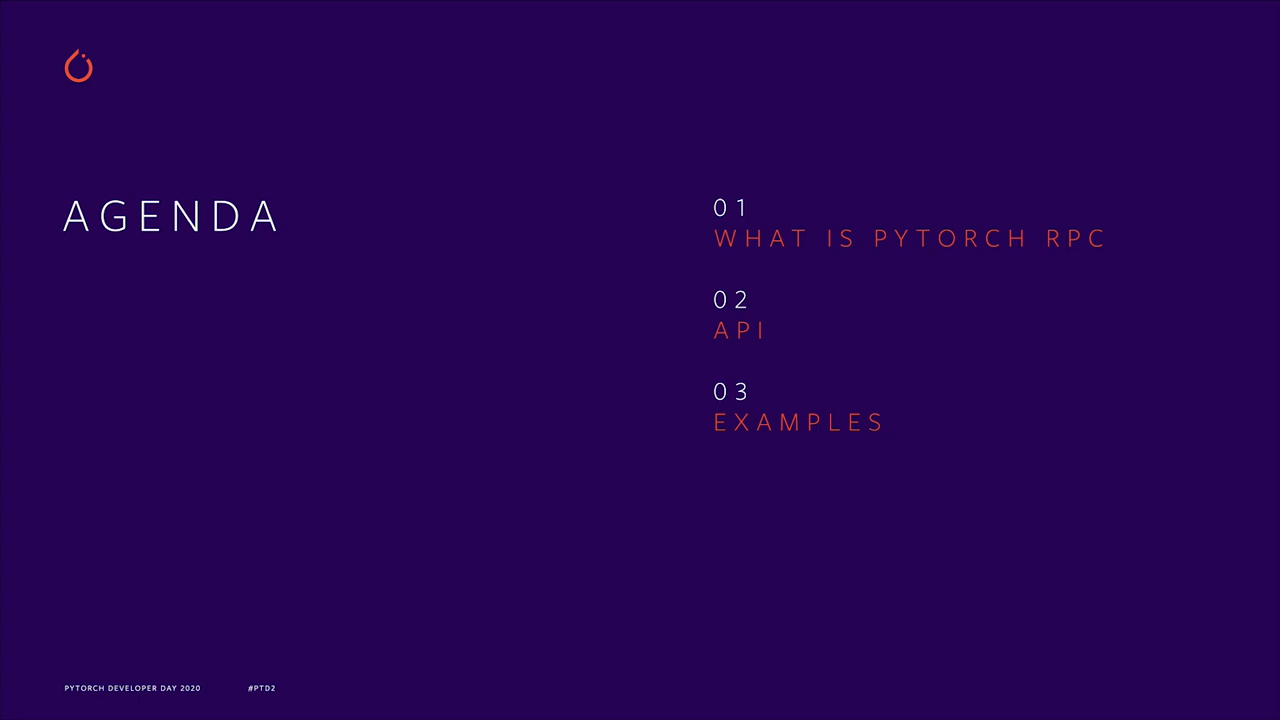 AGENDA
01
WHAT IS PYTORCH RPC
02
API
03
EXAMPLES
PYTORCH DEVELOPER DAY 2020
#PTD2